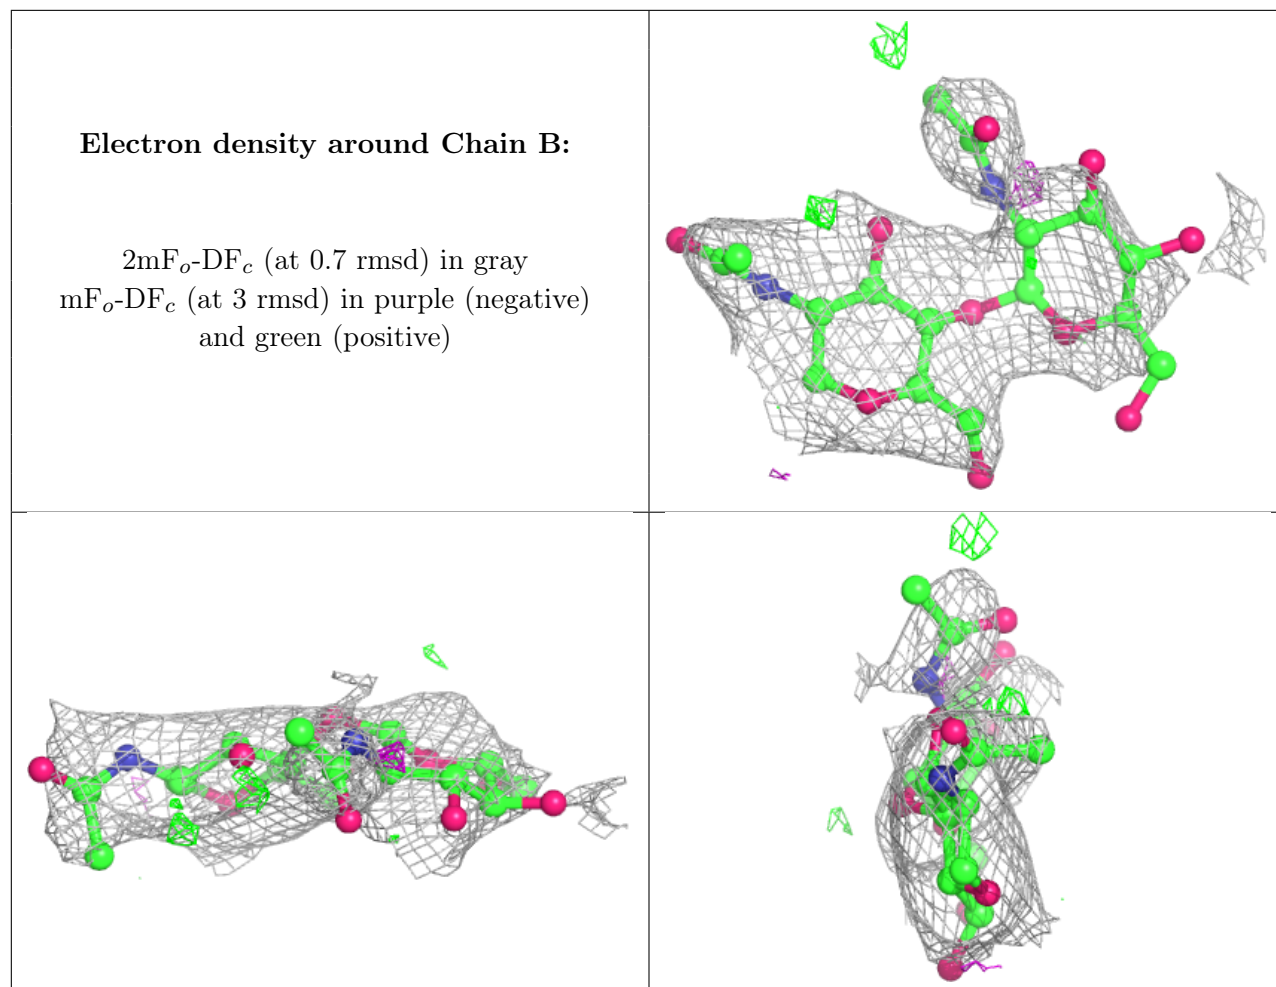 Electron density around Chain B:
2mFo-DFc (at 0.7 rmsd) in gray
mFo-DFc (at 3 rmsd) in purple (negative)
and green (positive)